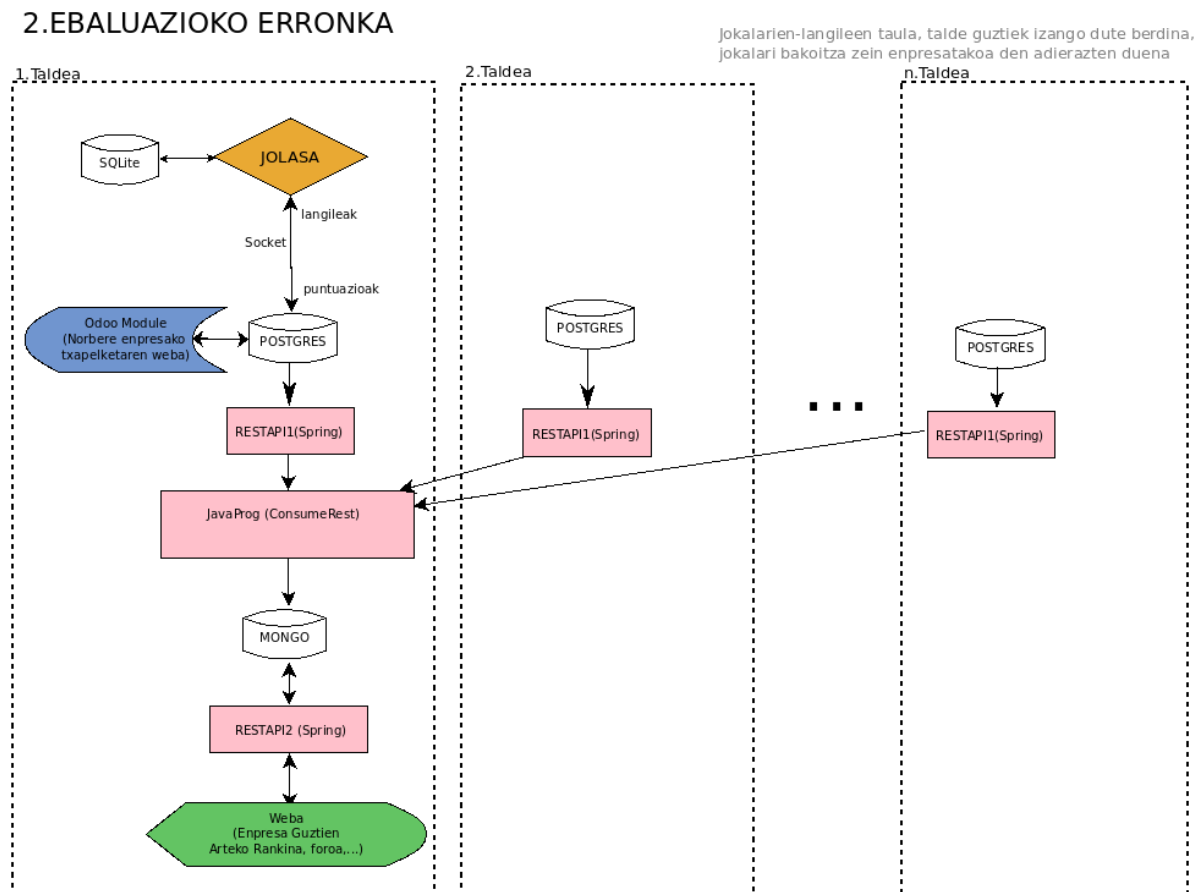 2.EBALUAZIOKO ERRONKA
Jokalarien-langileen taula, talde guztiek izango dute berdina,
jokalari bakoitza zein enpresatakoa den adierazten duena
1.Taldea
2.Taldea
n.Taldea
SQLite
JOLASA
langileak
Socket
puntuazioak
Odoo Module
(Norbere enpresako
txapelketaren weba)
POSTGRES
POSTGRES
POSTGRES
RESTAPI1(Spring)
RESTAPI1(Spring)
RESTAPI1(Spring)
...
JavaProg (ConsumeRest)
MONGO
RESTAPI2 (Spring)
Weba
(Enpresa Guztien
Arteko Rankina, foroa,...)